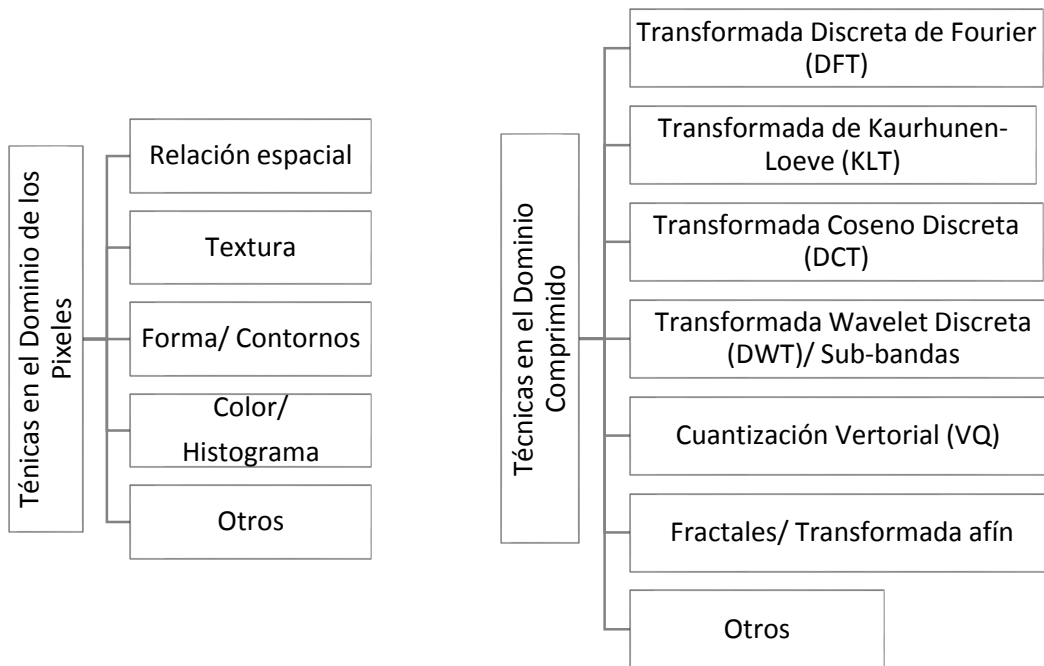 Ténicas en el Dominio de los
Pixeles
Relación espacial
Textura
Forma/ Contornos
Color/
Histograma
Otros
Técnicas en el Dominio
Comprimido
Transformada Discreta de Fourier
(DFT)
Transformada de Kaurhunen-
Loeve (KLT)
Transformada Coseno Discreta
(DCT)
Transformada Wavelet Discreta
(DWT)/ Sub-bandas
Cuantización Vertorial (VQ)
Fractales/ Transformada afín
Otros